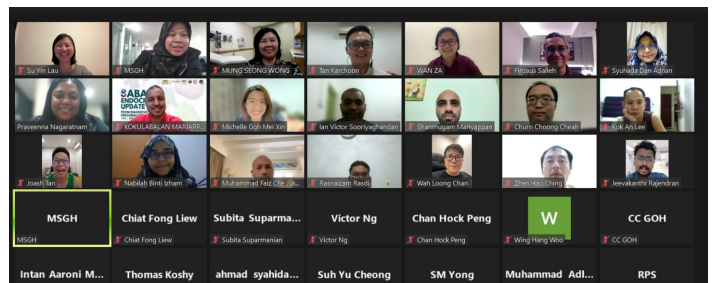 Su Yin Lau
MSGH
MUNG SEONG WONG
Tan Karchoon
WAN ZA
Firdaus Salleh
Syuhada Dan Adnan
Praveenna Nagaratnam
KOKULABALAN MARIAPP...
SABA
ENDOCR
UPDATE
Michelle Goh Mei Xin
Ian Victor Sooriyaghandan
Shanmugam Mariyappan
Churn Choong Cheah
Kok An Lee
Joash Tan
Nabilah Binti Izham
Muhammad Faiz Che
Rasnaizam Rasdi
Wah Loong Chan
Zhen Hao Ching
Jeevakanthi Rajendran
MSGH
MSGH
Chiat Fong Liew
Chiat Fong Liew
Subita Suparma...
Subita Suparmanian
Victor Ng
Victor Ng
Chan Hock Peng
Chan Hock Peng
W
Wing Hang Woo
CC GOH
CC GOH
Intan Aaroni M...
Thomas Koshy
ahmad syahida...
Suh Yu Cheong
SM Yong
Muhammad Adl...
RPS